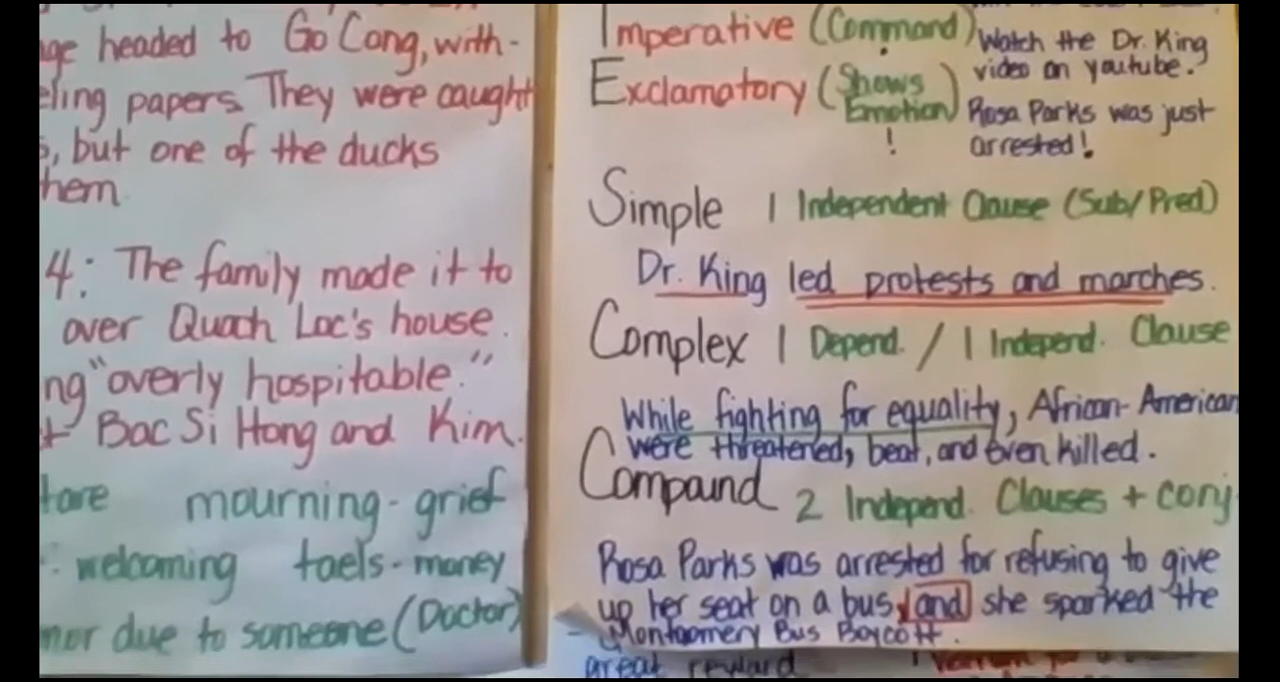 headed to Go Cong, with-
papers. They were caught
, but one of the ducks
4: The family made it to
over Quach Loc's house.
"overly hospitable."
Bac Si Hong and Kim.
mourning - grief
welcoming taels - money
due to someone (Doctor)
Imperative (Command) Watch the Dr. King
. video on youtube.
Exclamatory (Shows
Emotion) Rosa Parks was just
! arrested!
Simple 1 Independent Clause (Sub/Pred)
Dr. King led protests and marches.
Complex 1 Depend. / 1 Independ. Clause
While fighting for equality, African-American
were threatened, beat, and even killed.
Compound 2 Independ. Clauses + conj
Rosa Parks was arrested for refusing to give
up her seat on a bus, and she sparked the
Montgomery Bus Boycott.
great reward